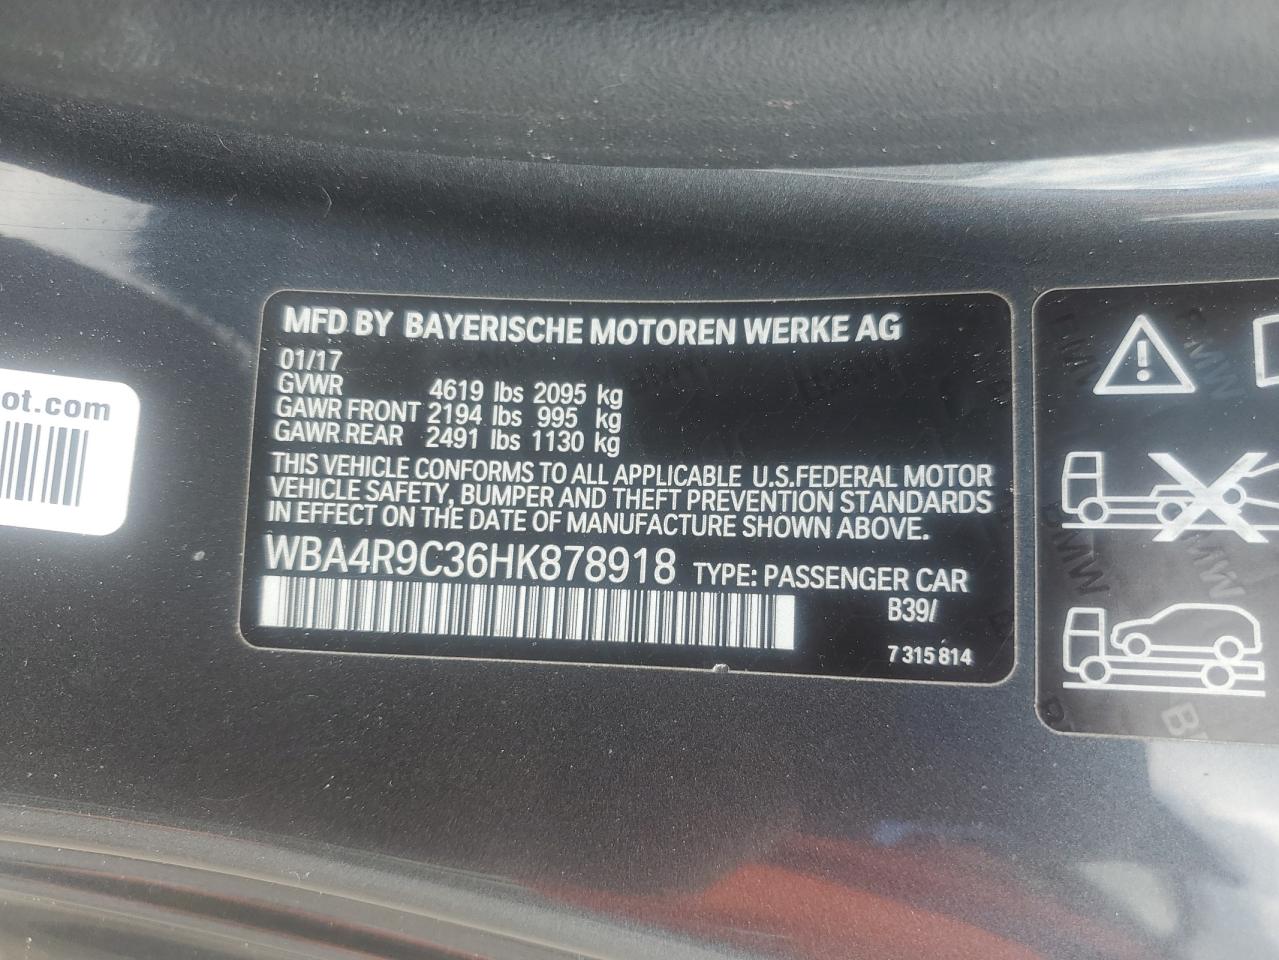 MFD BY BAYERISCHE MOTOREN WERKE AG
01/17
GVWR 4619 lbs 2095 kg
GAWR FRONT 2194 lbs 995 kg
GAWR REAR 2491 lbs 1130 kg
THIS VEHICLE CONFORMS TO ALL APPLICABLE U.S.FEDERAL MOTOR
VEHICLE SAFETY, BUMPER AND THEFT PREVENTION STANDARDS
IN EFFECT ON THE DATE OF MANUFACTURE SHOWN ABOVE.
WBA4R9C36HK878918 TYPE: PASSENGER CAR
B39/
7 315 814
ot.com
BMW
BMW
BMW